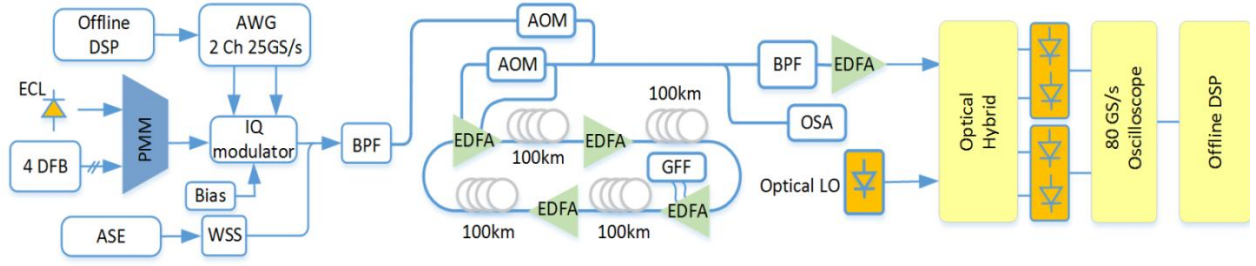 Offline
DSP
AWG
2 Ch 25GS/s
ECL
4 DFB
PMM
IQ
modulator
Bias
ASE
WSS
BPF
AOM
AOM
EDFA
100km
EDFA
100km
GFF
EDFA
100km
EDFA
100km
BPF
EDFA
OSA
Optical LO
Optical
Hybrid
80 GS/s
Oscilloscope
Offline DSP